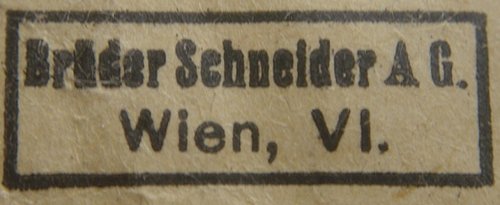 Brüder Schneider A G.
Wien, VI.